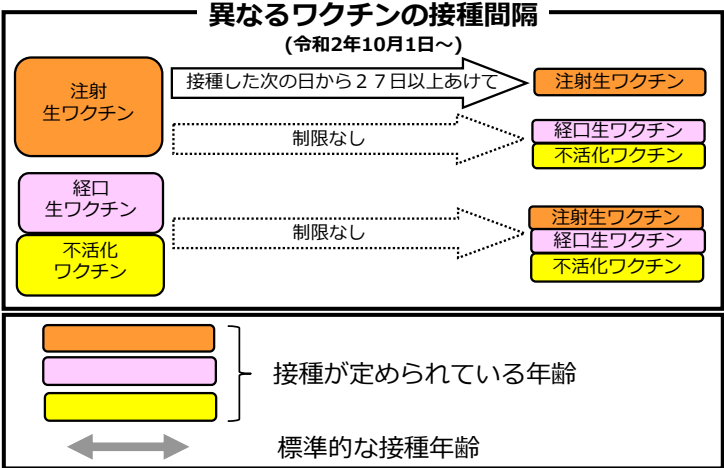 異なるワクチンの接種間隔
(令和2年10月1日～)
注射
生ワクチン
接種した次の日から２７日以上あけて
注射生ワクチン
制限なし
経口生ワクチン
不活化ワクチン
経口
生ワクチン
不活化
ワクチン
制限なし
注射生ワクチン
経口生ワクチン
不活化ワクチン
接種が定められている年齢
標準的な接種年齢